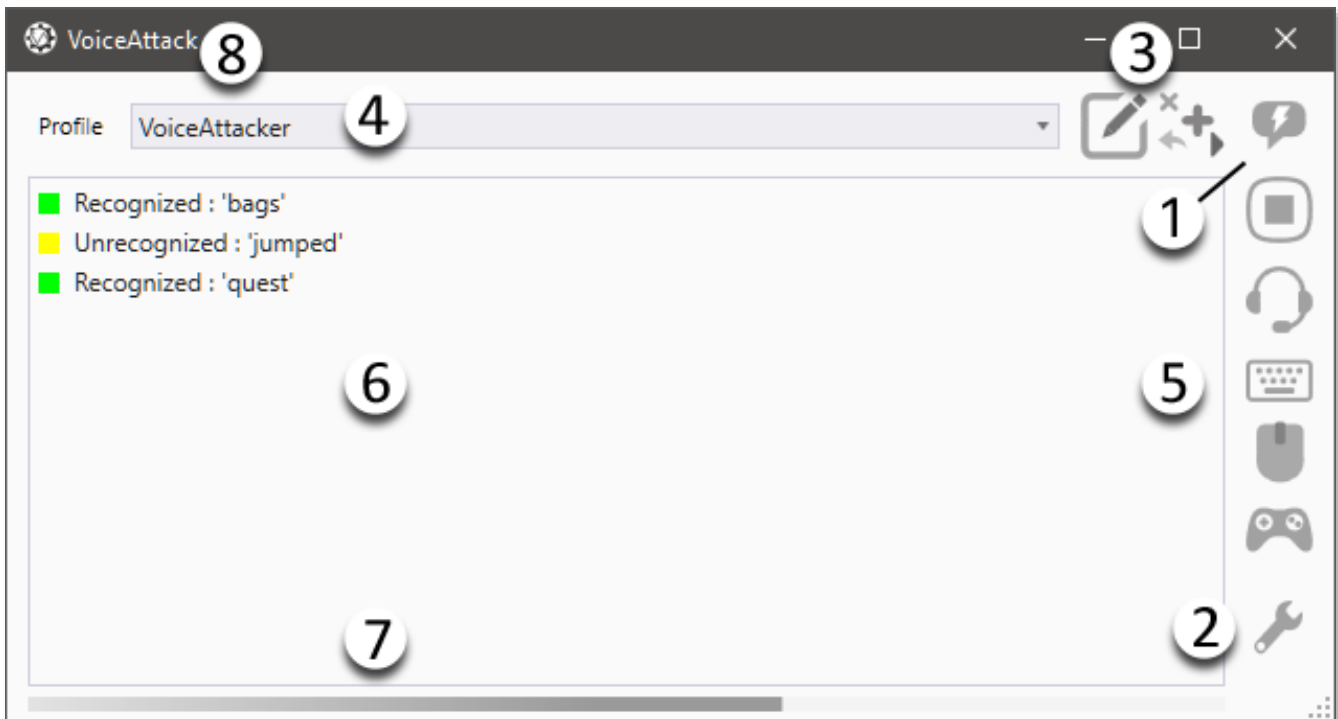 VoiceAttack
8
3
Profile
VoiceAttacker
4
1
Recognized : 'bags'
Unrecognized : 'jumped'
Recognized : 'quest'
6
5
7
2